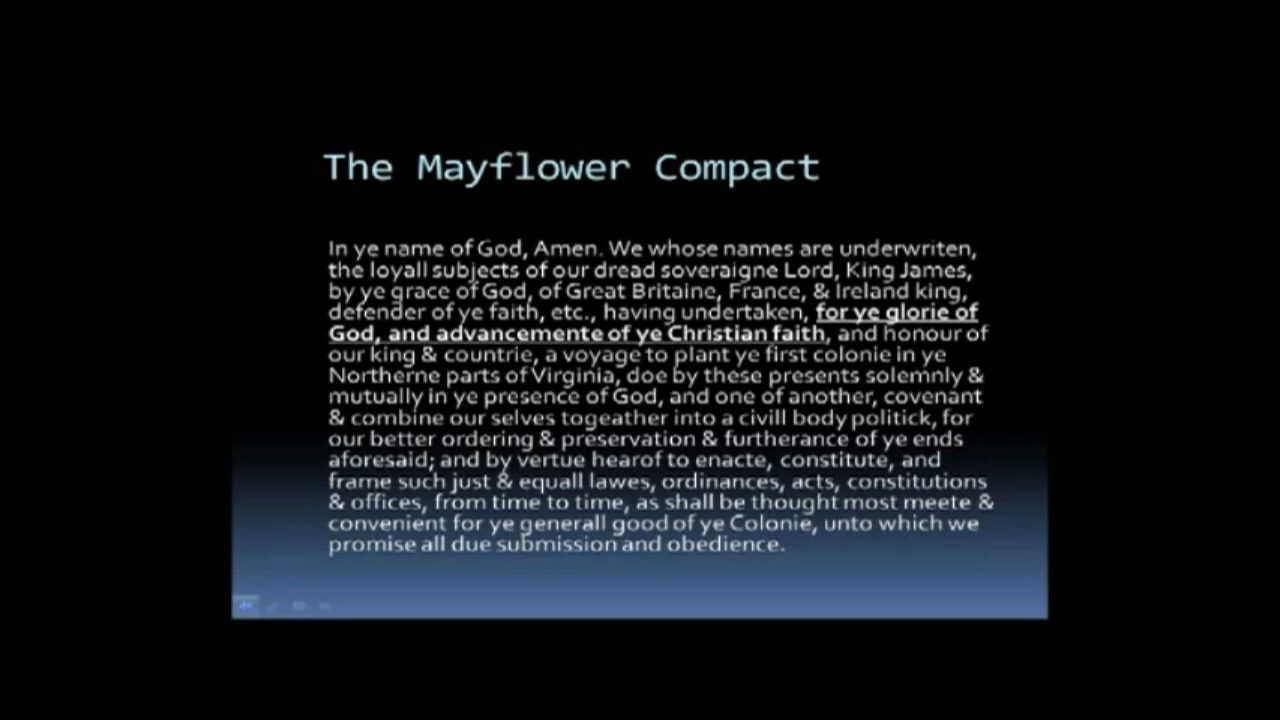 The Mayflower Compact
In ye name of God, Amen. We whose names are underwriten,
the loyall subjects of our dread soveraigne Lord, King James,
by ye grace of God, of Great Britaine, France, & Ireland king,
defender of ye faith, etc., having undertaken, for ye glorie of
God, and advancemente of ye Christian faith, and honour of
our king & countrie, a voyage to plant ye first colonie in ye
Northerne parts of Virginia, doe by these presents solemnly &
mutually in ye presence of God, and one of another, covenant
& combine our selves togeather into a civill body politick, for
our better ordering & preservation & furtherance of ye ends
aforesaid; and by vertue hearof to enacte, constitute, and
frame such just & equall lawes, ordinances, acts, constitutions
& offices, from time to time, as shall be thought most meete &
convenient for ye generall good of ye Colonie, unto which we
promise all due submission and obedience.